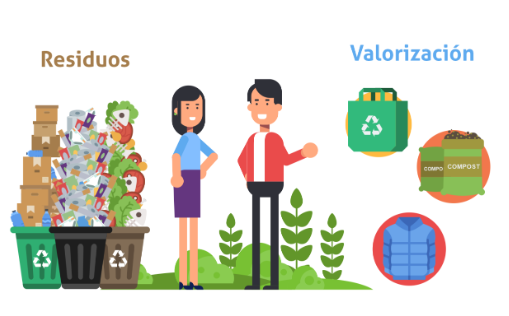 Residuos
Valorización
COMPO
COMPOST